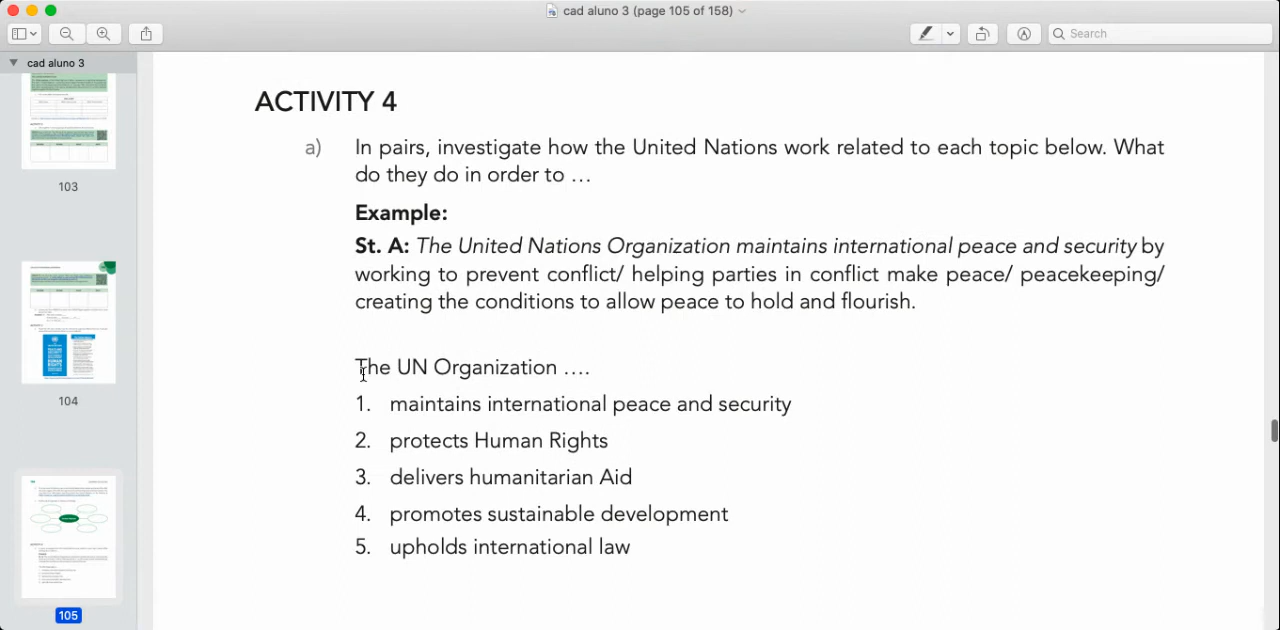 cad aluno 3 (page 105 of 158)
Search
cad aluno 3
103
104
105
ACTIVITY 4
a) In pairs, investigate how the United Nations work related to each topic below. What
do they do in order to …
Example:
St. A: The United Nations Organization maintains international peace and security by
working to prevent conflict/ helping parties in conflict make peace/ peacekeeping/
creating the conditions to allow peace to hold and flourish.
The UN Organization ….
1. maintains international peace and security
2. protects Human Rights
3. delivers humanitarian Aid
4. promotes sustainable development
5. upholds international law